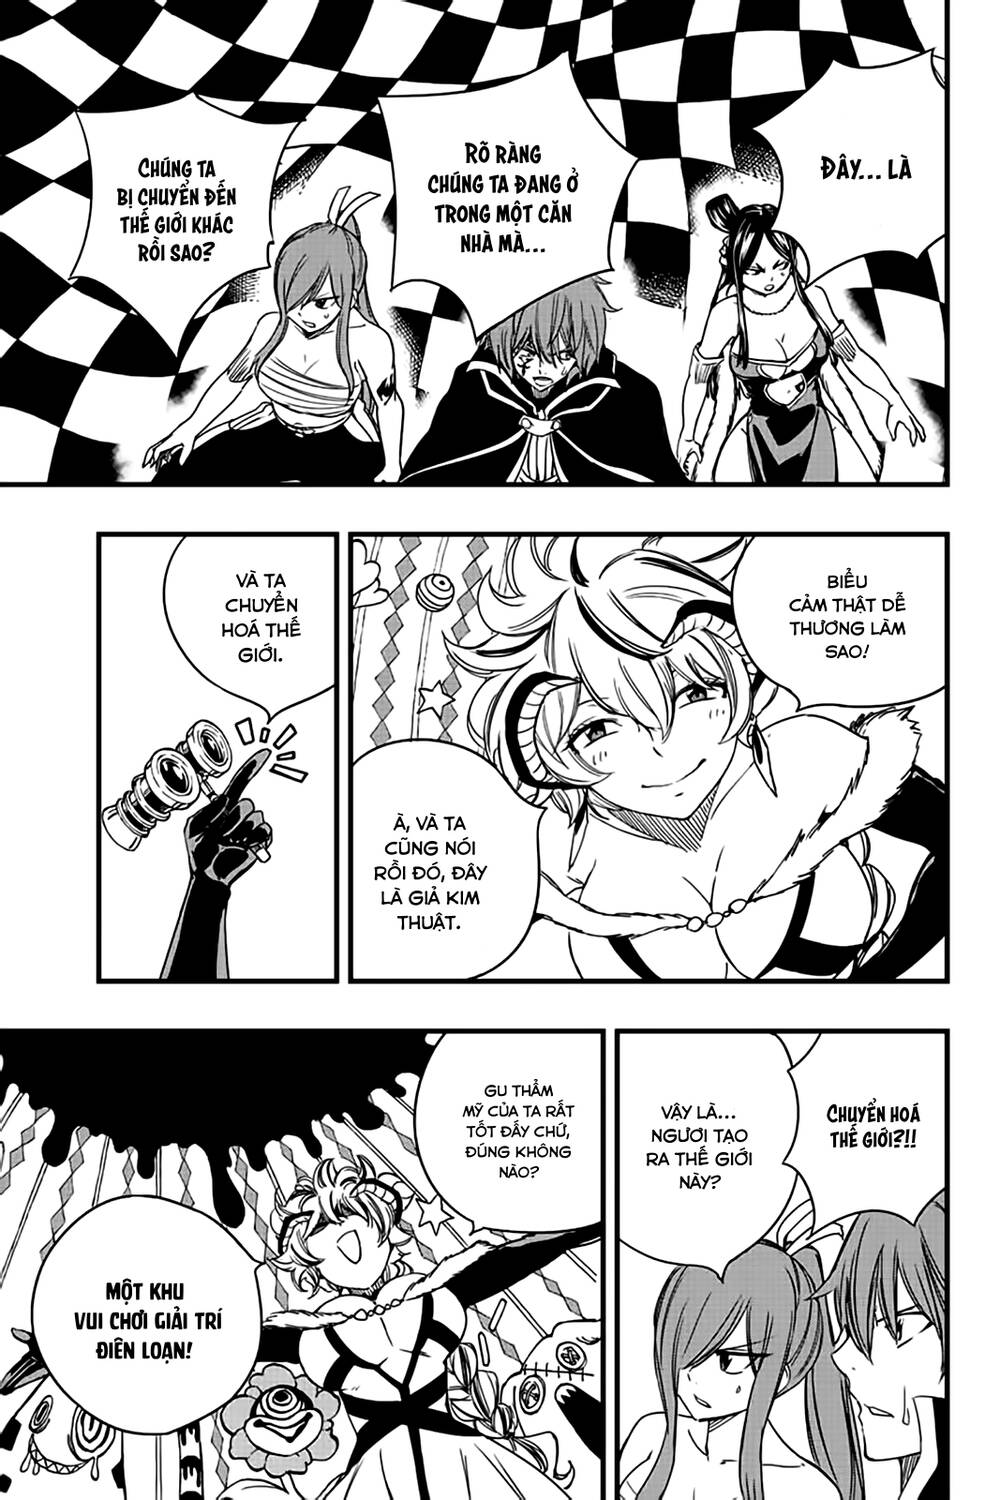 ĐÂY... LÀ
RÕ RÀNG
CHÚNG TA ĐANG Ở
TRONG MỘT CĂN
NHÀ MÀ...
CHÚNG TA
BỊ CHUYỂN ĐẾN
THẾ GIỚI KHÁC
RỒI SAO?
BIỂU
CẢM THẬT DỄ
THƯƠNG LÀM
SAO!
À, VÀ TA
CŨNG NÓI
RỒI ĐÓ, ĐÂY
LÀ GIẢ KIM
THUẬT.
VÀ TA
CHUYỂN
HOÁ THẾ
GIỚI.
CHUYỂN HOÁ
THẾ GIỚI?!!
VẬY LÀ...
NGƯƠI TẠO
RA THẾ GIỚI
NÀY?
GU THẨM
MỸ CỦA TA RẤT
TỐT ĐẤY CHỨ,
ĐÚNG KHÔNG
NÀO?
MỘT KHU
VUI CHƠI GIẢI TRÍ
ĐIÊN LOẠN!